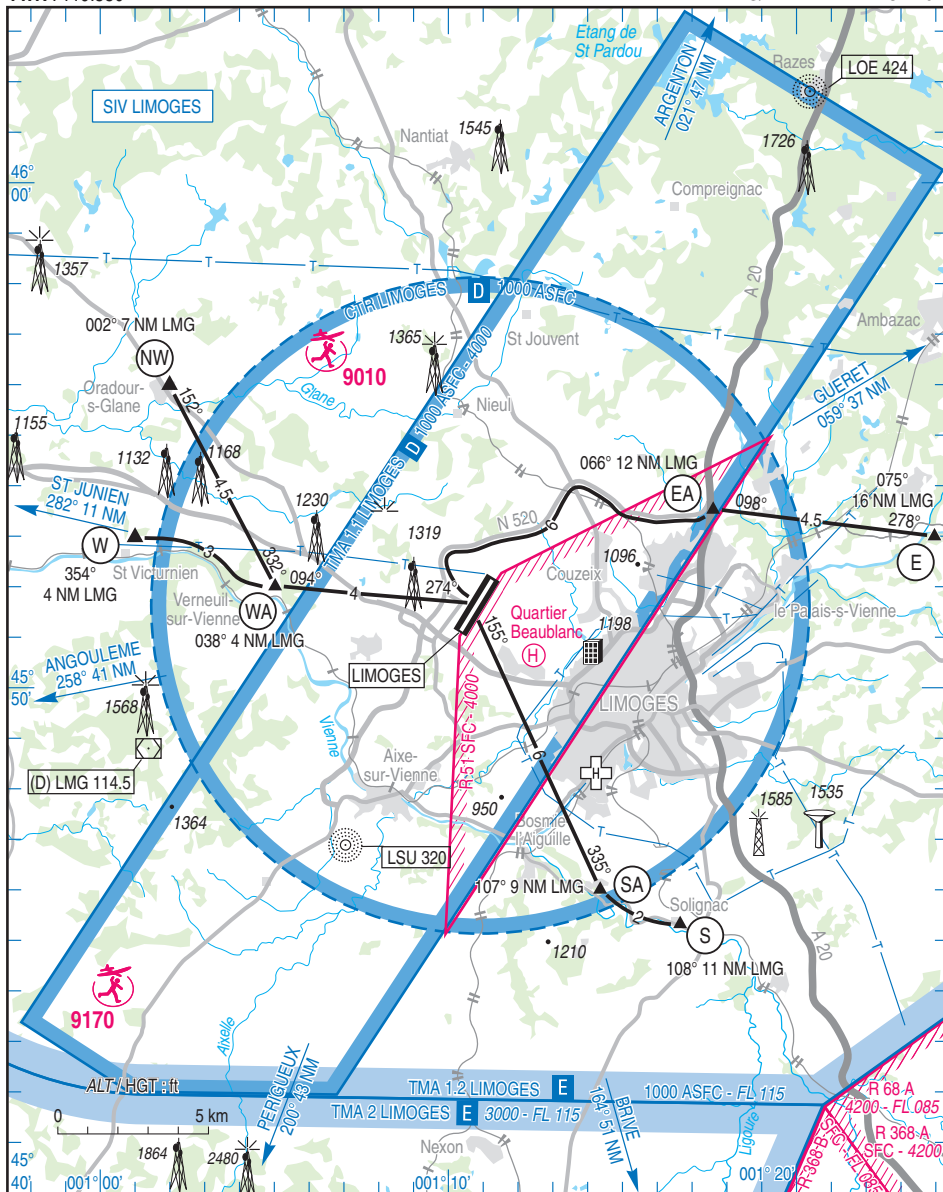 Etang de
St Pardou
Razes
LOE 424
SIV LIMOGES
ARGENTON
021° 47 NM
1545
Nantiat
1726
46°
00'
Compreignac
1357
A 20
CTR LIMOGES D 1000 ASFC
002° 7 NM LMG
Ambazac
NW
1365
St Jouvent
9010
Oradour-
s-Glane
152°
Glane
TMA 1.1 LIMOGES D 1000 ASFC - 4000
Nieul
GUERET
059° 37 NM
1155
1132
1168
4.5
066° 12 NM LMG
075°
16 NM LMG
EA
098°
4.5
278°
ST JUNIEN
282° 11 NM
1230
N 520
6
W
3
1319
E
354°
4 NM LMG
St Victurnien
332°
094°
4
274°
1096
Couzeix
Verneuil-
sur-Vienne
WA
038° 4 NM LMG
155°
Quartier
Beaublanc
H
1198
le Palais-s-Vienne
ANGOULEME
258° 41 NM
LIMOGES
45°
50'
1568
R 51 SFC - 4000
LIMOGES
Vienne
6
(D) LMG 114.5
Aixe-
sur-Vienne
H
1364
950
1585
1535
Bosmie
l'Aiguille
LSU 320
335°
107° 9 NM LMG
SA
Solignac
2
S
1210
108° 11 NM LMG
A 20
9170
Aixelle
PERIGUEUX
200° 43 NM
ALT / HGT : ft
TMA 1.2 LIMOGES E 1000 ASFC - FL 115
TMA 2 LIMOGES E 3000 - FL 115
0 5 km
BRIVE
164° 51 NM
Ligoure
R 68 A
4200 - FL 085
R 368 A
SFC - 4200
R 368 B
SFC - FL 085
1864
2480
Nexon
45°
40'
001° 00'
001° 10'
001° 20'